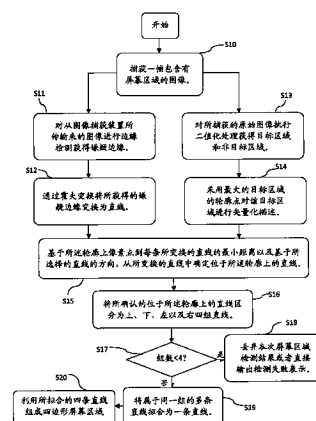 开始
S10
捕获一帧包含有
屏幕区域的图像。
S11
对从图像捕获装置所
传输来的图像进行边缘
检测获得嫌疑边缘。
S13
对所捕获的原始图像执行
二值化处理获得目标区域
和非目标区域。
S12
通过霍夫变换将所获得的嫌
疑边缘变换为直线。
S14
采用最大的目标区域
的轮廓点对该目标区
域进行矢量化描述。
基于所述轮廓上像素点到每条所变换的直线的最小距离以及基于所
选择的直线的方向，从所变换的直线中确定位于所述轮廓上的直线。
S15
S16
将所确认的位于所述轮廓上的直线区
分为上、下、左以及右四组直线。
S17
组数<4?
是
S18
丢弃本次屏幕区域
检测结果或者直接
输出检测失败表示。
否
S19
将属于同一组的多条
直线拟合为一条直线。
S20
利用所拟合的四条直线
组成四边形屏幕区域